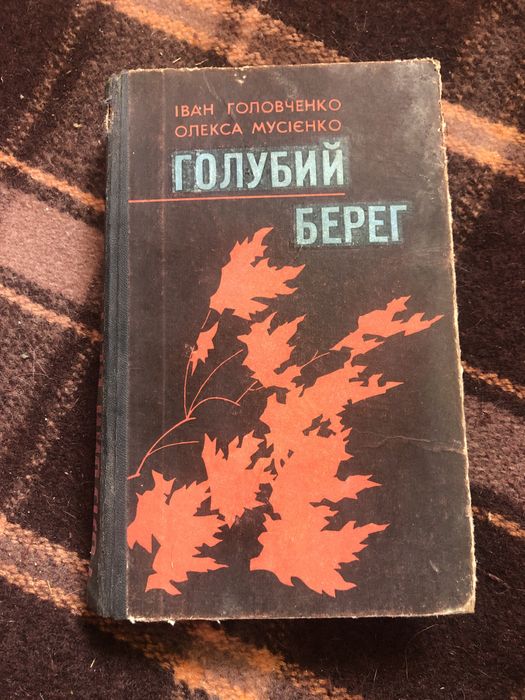 ІВАН ГОЛОВЧЕНКО
ОЛЕКСА МУСІЄНКО
ГОЛУБИЙ
БЕРЕГ